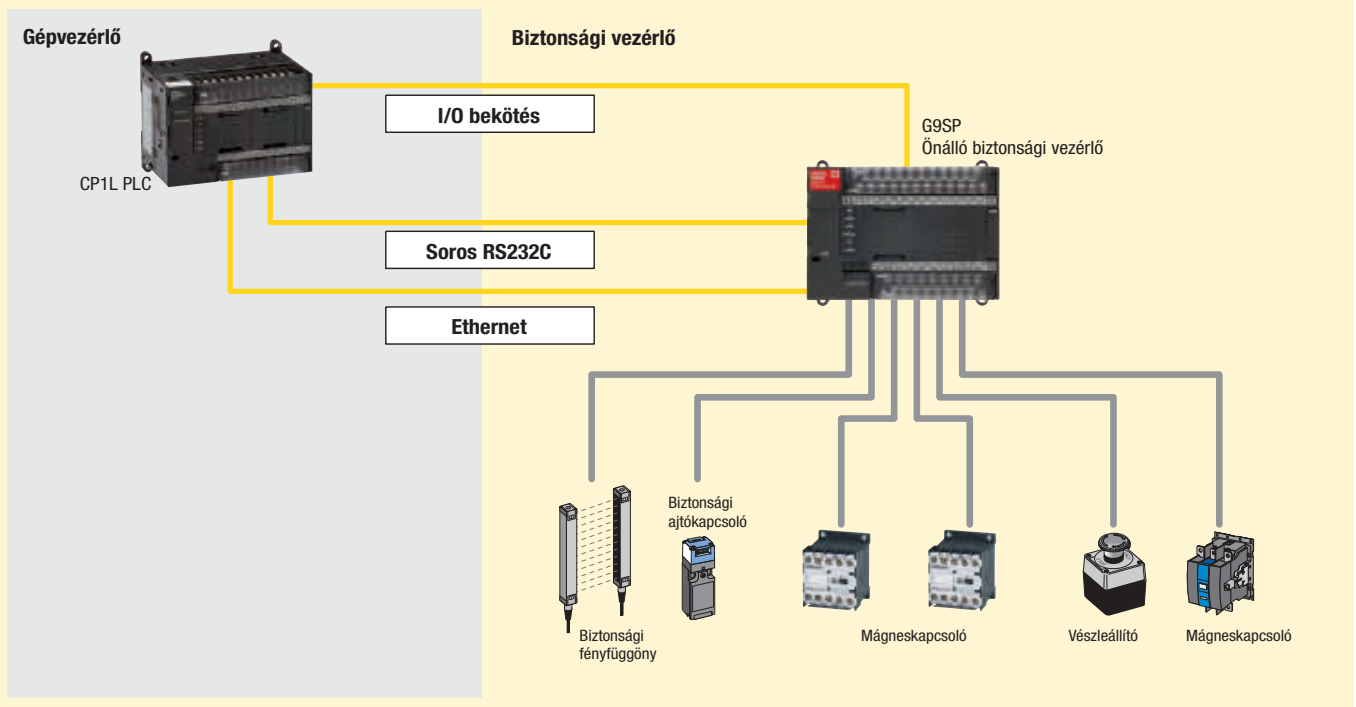 Gépvezérlő
Biztonsági vezérlő
I/O bekötés
G9SP
Önálló biztonsági vezérlő
CP1L PLC
Soros RS232C
Ethernet
Biztonsági
ajtókapcsoló
Biztonsági
fényfüggöny
Mágneskapcsoló
Vészleállító
Mágneskapcsoló